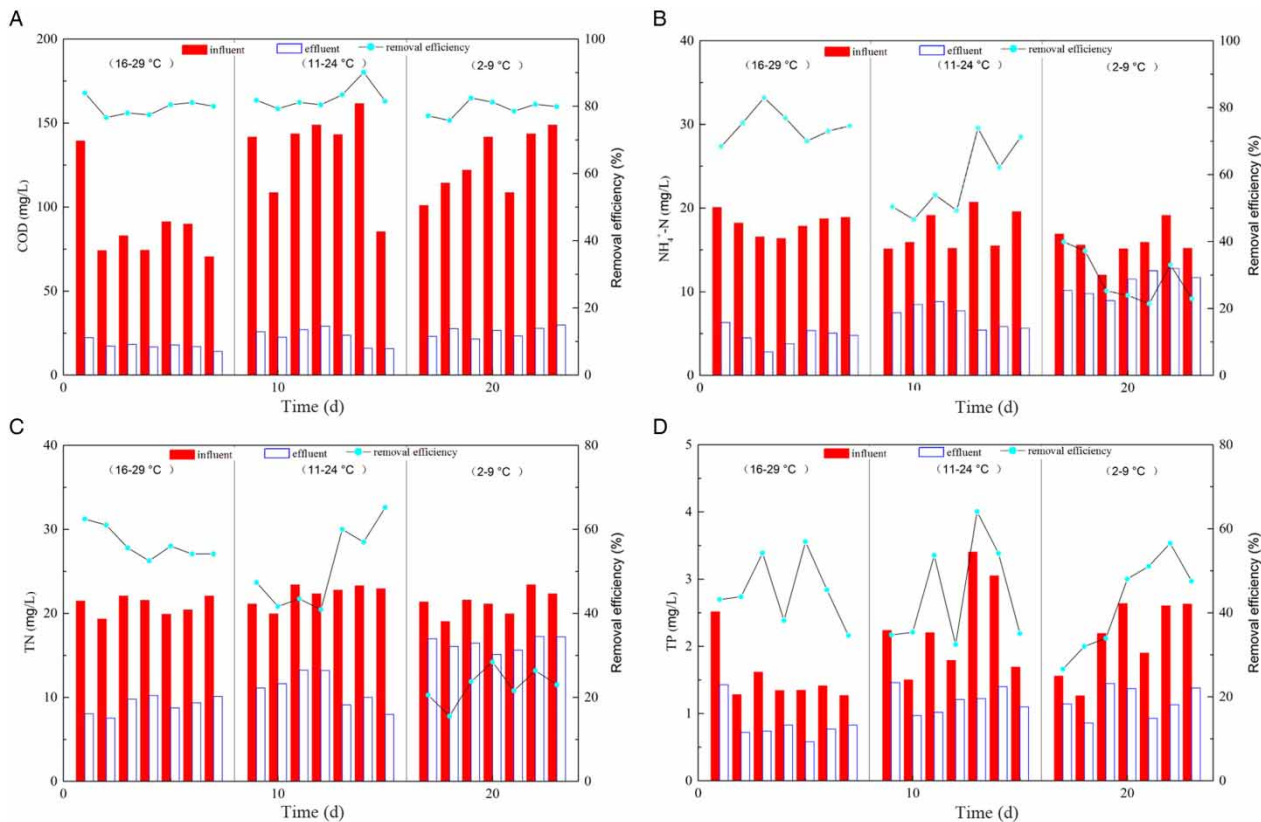 A
influent
effluent
removal efficiency
(16-29 °C)
(11-24 °C)
(2-9 °C)
200
150
100
50
0
COD (mg/L)
100
80
60
40
20
0
Removal efficiency (%)
0
10
20
Time (d)
B
influent
effluent
removal efficiency
(16-29 °C)
(11-24 °C)
(2-9 °C)
40
30
20
10
0
NH₄⁺-N (mg/L)
100
80
60
40
20
0
Removal efficiency (%)
0
10
20
Time (d)
C
influent
effluent
removal efficiency
(16-29 °C)
(11-24 °C)
(2-9 °C)
40
30
20
10
0
TN (mg/L)
80
60
40
20
0
Removal efficiency (%)
0
10
20
Time (d)
D
influent
effluent
removal efficiency
(16-29 °C)
(11-24 °C)
(2-9 °C)
5
4
3
2
1
0
TP (mg/L)
80
60
40
20
0
Removal efficiency (%)
0
10
20
Time (d)